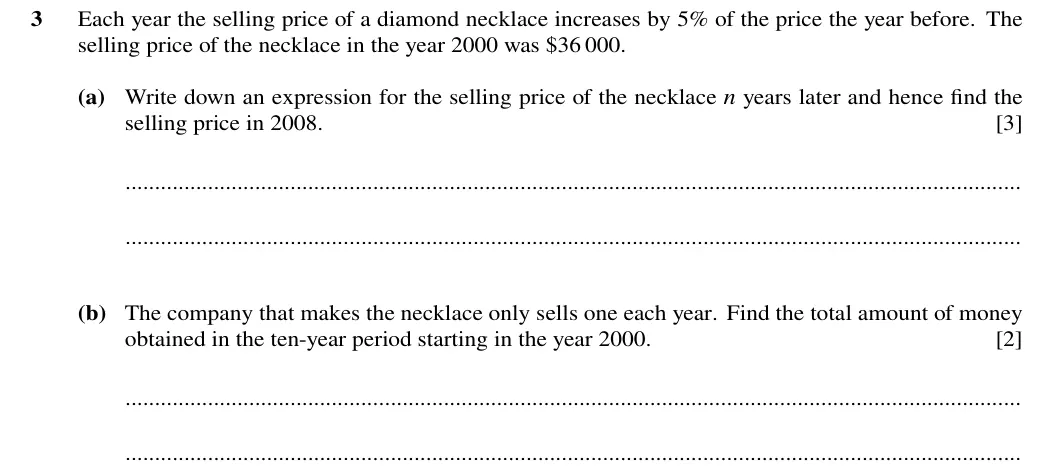 3 Each year the selling price of a diamond necklace increases by 5% of the price the year before. The
selling price of the necklace in the year 2000 was $36 000.
(a) Write down an expression for the selling price of the necklace n years later and hence find the
selling price in 2008. [3]
(b) The company that makes the necklace only sells one each year. Find the total amount of money
obtained in the ten-year period starting in the year 2000. [2]